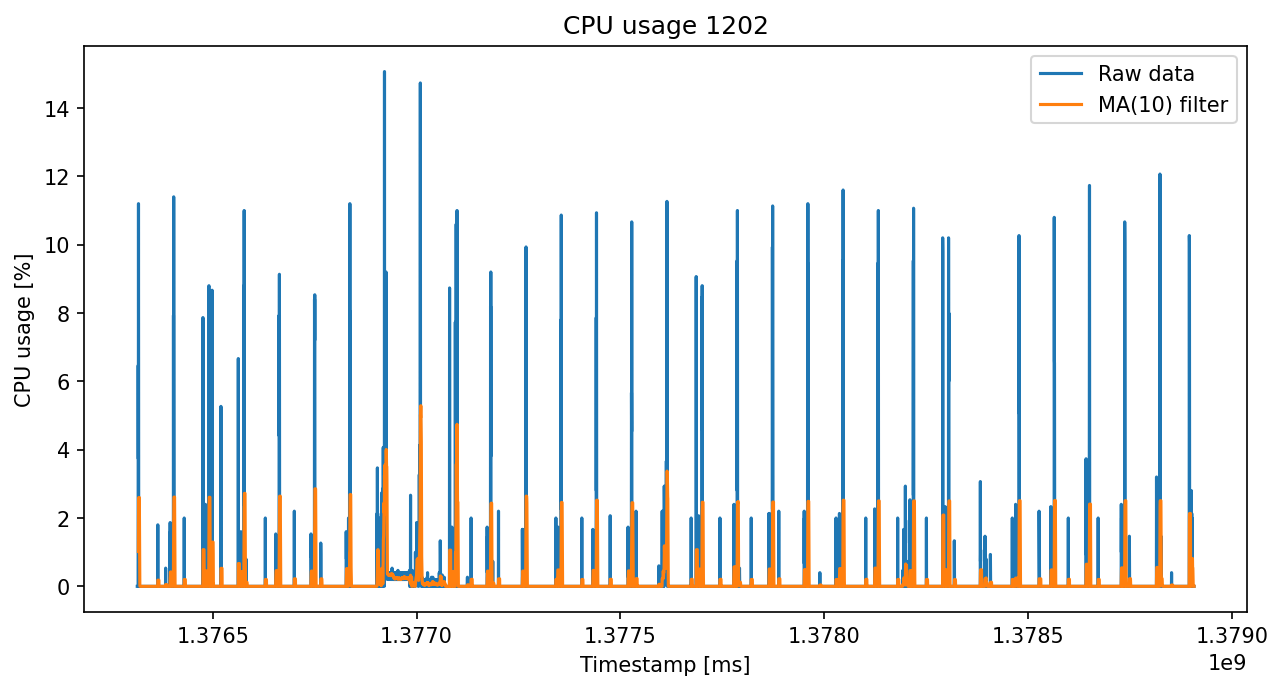 CPU usage 1202
Raw data
MA(10) filter
CPU usage [%]
14
12
10
8
6
4
2
0
1.3765 1.3770 1.3775 1.3780 1.3785 1.3790
1e9
Timestamp [ms]